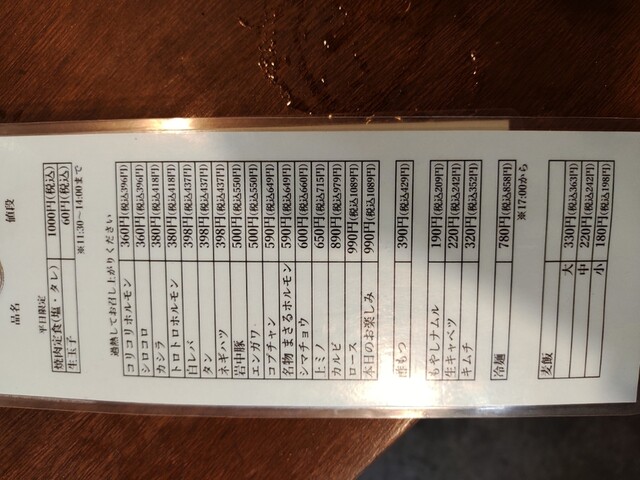 品名 値段
平日限定
焼肉定食(塩・タレ) 1000円(税込)
生玉子 60円(税込)
※11:30～14:00まで
過熱してお召し上がりください
コリコリホルモン 360円(税込396円)
シロコロ 360円(税込396円)
カシラ 380円(税込418円)
トロトロホルモン 380円(税込418円)
白レバ 398円(税込437円)
タン 398円(税込437円)
ネギハツ 398円(税込437円)
岩中豚 500円(税込550円)
エンガワ 500円(税込550円)
コブチャン 590円(税込649円)
名物 まさるホルモン 590円(税込649円)
シマチョウ 600円(税込660円)
上ミノ 650円(税込715円)
カルビ 890円(税込979円)
ロース 990円(税込1089円)
本日のお楽しみ 990円(税込1089円)
酢もつ 390円(税込429円)
もやしナムル 190円(税込209円)
生キャベツ 220円(税込242円)
キムチ 320円(税込352円)
冷麺 780円(税込858円)
※17:00から
麦飯 大 330円(税込363円)
中 220円(税込242円)
小 180円(税込198円)